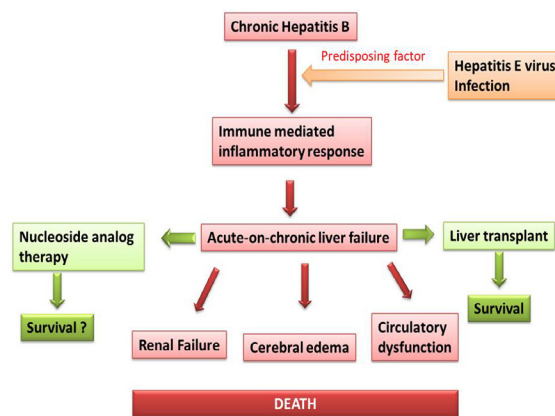 Chronic Hepatitis B
Predisposing factor
Hepatitis E virus
Infection
Immune mediated
inflammatory response
Nucleoside analog
therapy
Acute-on-chronic liver failure
Liver transplant
Survival ?
Renal Failure
Cerebral edema
Circulatory
dysfunction
Survival
DEATH